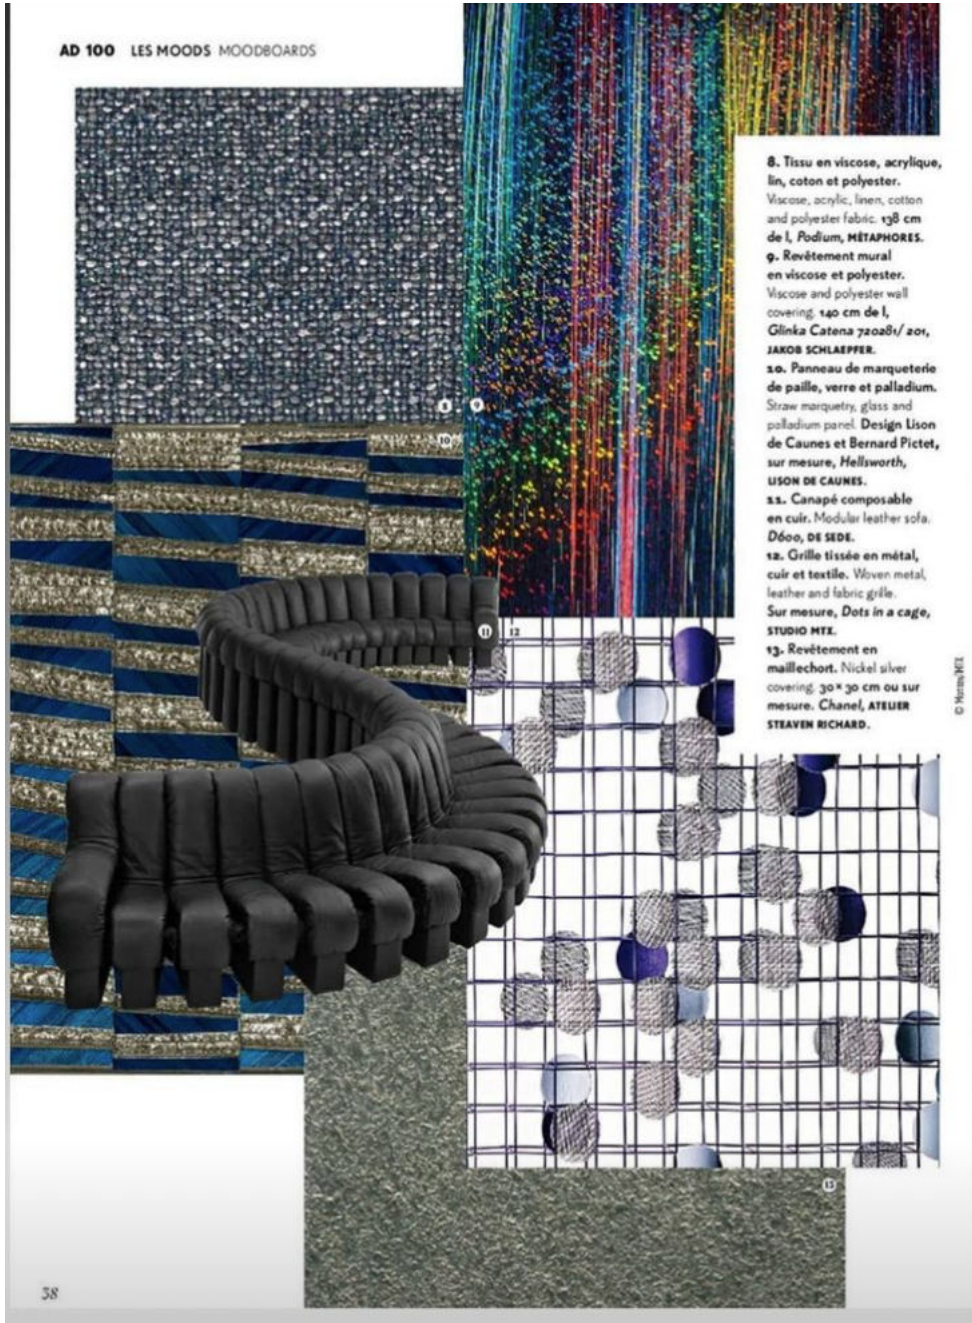 AD 100 LES MOODS MOODBOARDS
8. Tissu en viscose, acrylique,
lin, coton et polyester.
Viscose, acrylic, linen, cotton
and polyester fabric. 138 cm
de l, Podium, MÉTAPHORES.
9. Revêtement mural
en viscose et polyester.
Viscose and polyester wall
covering. 140 cm de l,
Glinka Catena 720281/ 201,
JAKOB SCHLAEPFER.
10. Panneau de marqueterie
de paille, verre et palladium.
Straw marquetry, glass and
palladium panel. Design Lison
de Caunes et Bernard Pictet,
sur mesure, Hellsworth,
LISON DE CAUNES.
11. Canapé composable
en cuir. Modular leather sofa.
D600, DE SEDE.
12. Grille tissée en métal,
cuir et textile. Woven metal,
leather and fabric grille.
Sur mesure, Dots in a cage,
STUDIO MTX.
13. Revêtement en
maillechort. Nickel silver
covering. 30 × 30 cm ou sur
mesure. Chanel, ATELIER
STEAVEN RICHARD.
8
9
10
11
12
13
38